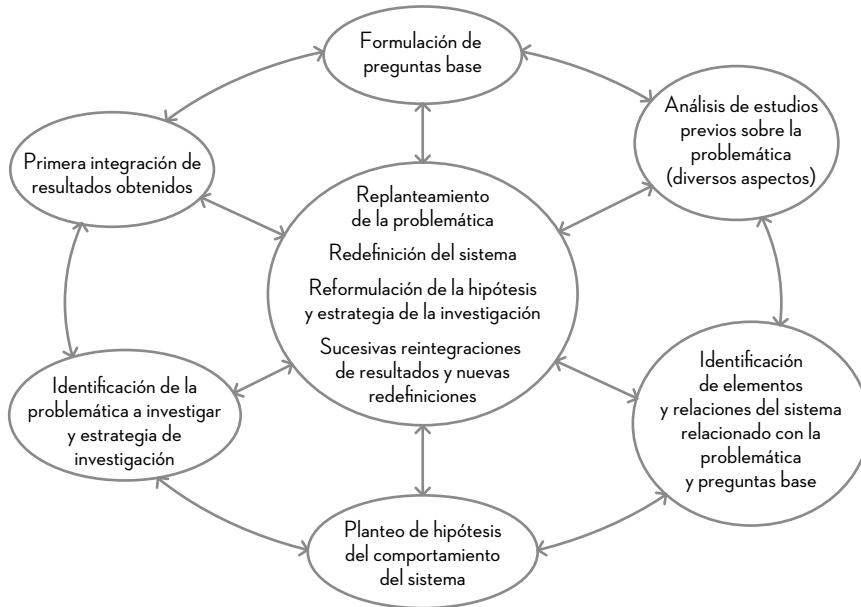 Formulación de
preguntas base
Análisis de estudios
previos sobre la
problemática
(diversos aspectos)
Primera integración de
resultados obtenidos
Replanteamiento
de la problemática
Redefinición del sistema
Reformulación de la hipótesis
y estrategia de la investigación
Sucesivas reintegraciones
de resultados y nuevas
redefiniciones
Identificación de la
problemática a investigar
y estrategia de
investigación
Identificación
de elementos
y relaciones del sistema
relacionado con la
problemática
y preguntas base
Planteo de hipótesis
del comportamiento
del sistema